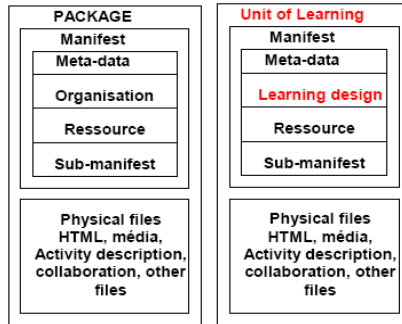 PACKAGE
Manifest
Meta-data
Organisation
Ressource
Sub-manifest
Physical files
HTML, média,
Activity description,
collaboration, other
files
Unit of Learning
Manifest
Meta-data
Learning design
Ressource
Sub-manifest
Physical files
HTML, média,
Activity description,
collaboration, other
files